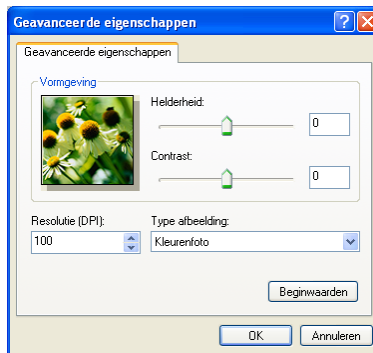 Geavanceerde eigenschappen
Geavanceerde eigenschappen
Vormgeving
Helderheid:
0
Contrast:
0
Resolutie (DPI):
Type afbeelding:
100
Kleurenfoto
Beginwaarden
OK
Annuleren